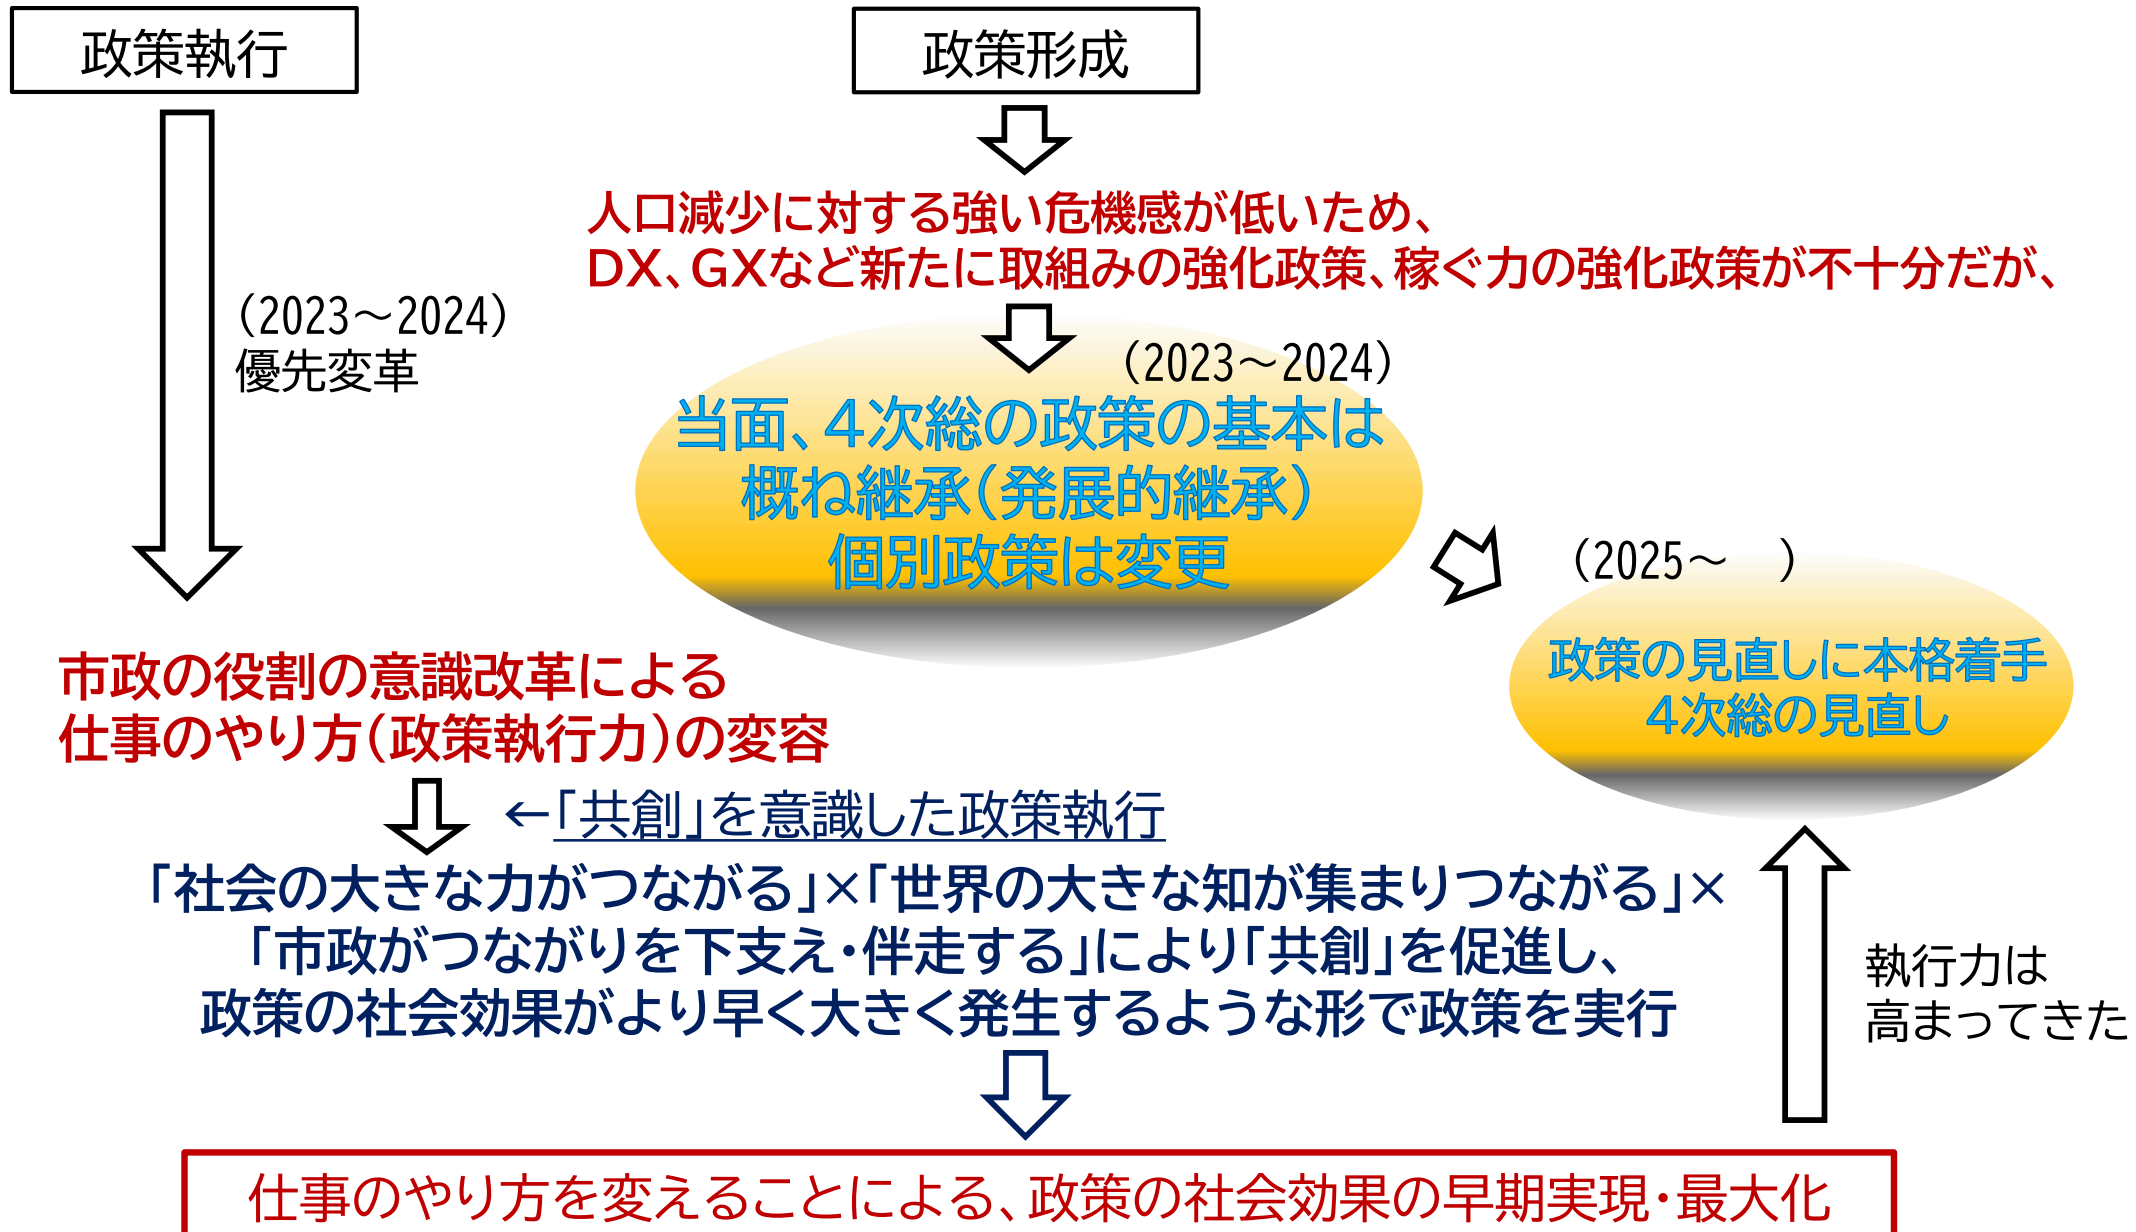 政策執行
政策形成
人口減少に対する強い危機感が低いため、
DX、GXなど新たに取組みの強化政策、稼ぐ力の強化政策が不十分だが、
（2023～2024）
優先変革
（2023～2024）
当面、４次総の政策の基本は
概ね継承（発展的継承）
個別政策は変更
（2025～　）
政策の見直しに本格着手
４次総の見直し
市政の役割の意識改革による
仕事のやり方（政策執行力）の変容
←「共創」を意識した政策執行
「社会の大きな力がつながる」×「世界の大きな知が集まりつながる」×
「市政がつながりを下支え・伴走する」により「共創」を促進し、
政策の社会効果がより早く大きく発生するような形で政策を実行
執行力は
高まってきた
仕事のやり方を変えることによる、政策の社会効果の早期実現・最大化